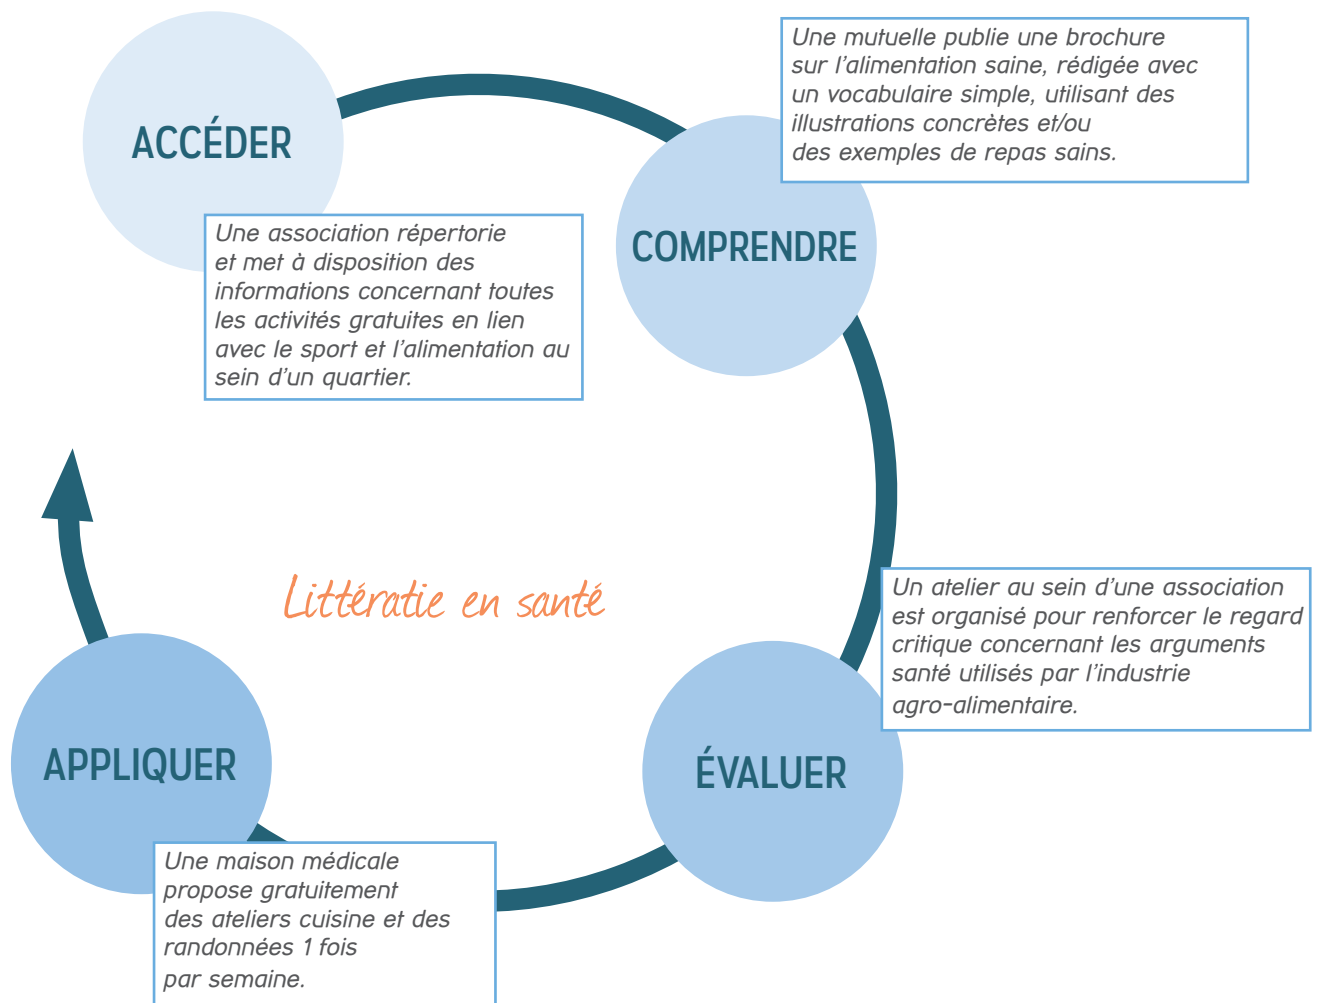 ACCÉDER
Une association répertorie
et met à disposition des
informations concernant toutes
les activités gratuites en lien
avec le sport et l'alimentation au
sein d'un quartier.
Une mutuelle publie une brochure
sur l'alimentation saine, rédigée avec
un vocabulaire simple, utilisant des
illustrations concrètes et/ou
des exemples de repas sains.
COMPRENDRE
Littératie en santé
Un atelier au sein d'une association
est organisé pour renforcer le regard
critique concernant les arguments
santé utilisés par l'industrie
agro-alimentaire.
ÉVALUER
APPLIQUER
Une maison médicale
propose gratuitement
des ateliers cuisine et des
randonnées 1 fois
par semaine.